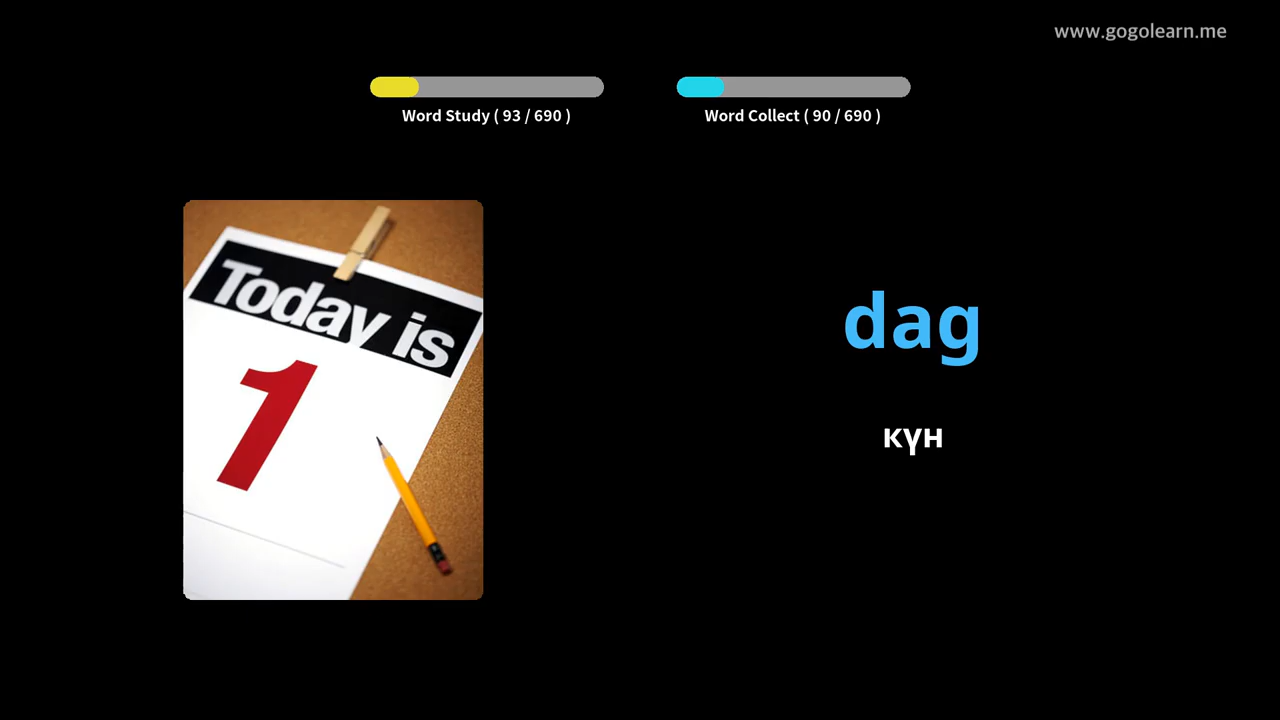 www.gogolearn.me
Word Study ( 93 / 690 )
Word Collect ( 90 / 690 )
Today is
1
dag
күн